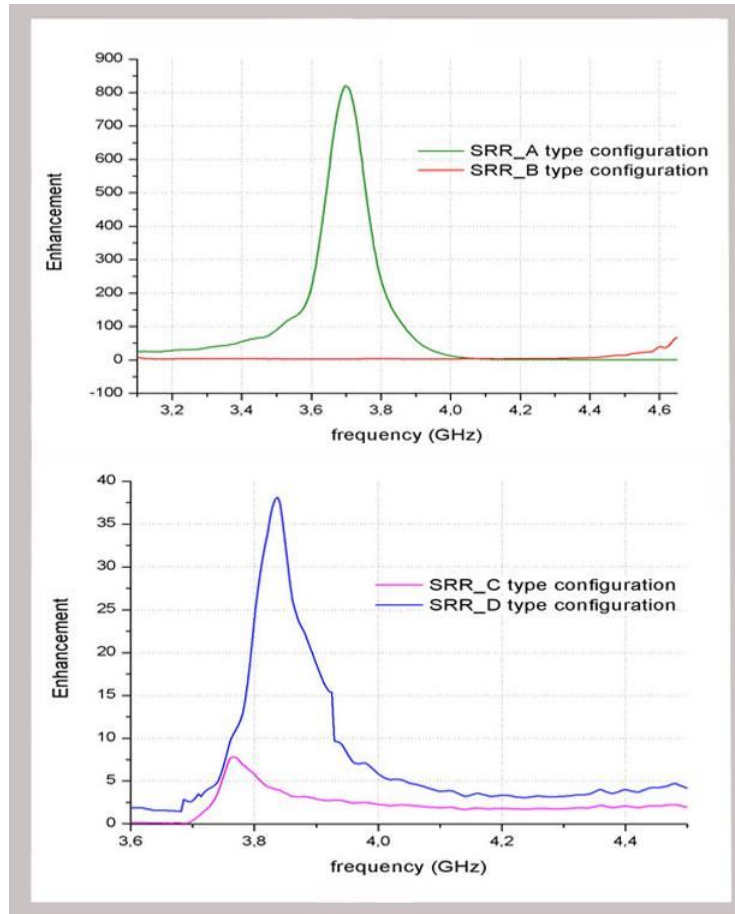 900
800
700
600
500
400
300
200
100
0
-100
Enhancement
SRR_A type configuration
SRR_B type configuration
3,2 3,4 3,6 3,8 4,0 4,2 4,4 4,6
frequency (GHz)
40
35
30
25
20
15
10
5
0
Enhancement
SRR_C type configuration
SRR_D type configuration
3,6 3,8 4,0 4,2 4,4
frequency (GHz)